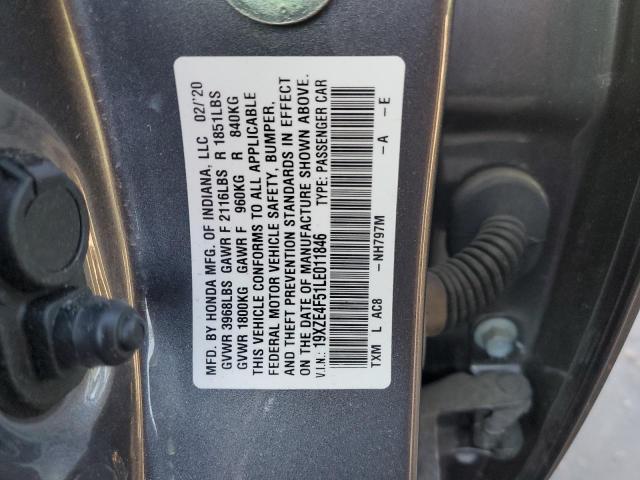 MFD. BY HONDA MFG. OF INDIANA, LLC 02/'20
GVWR 3968LBS GAWR F 2116LBS R 1851LBS
GVWR 1800KG GAWR F 960KG R 840KG
THIS VEHICLE CONFORMS TO ALL APPLICABLE
FEDERAL MOTOR VEHICLE SAFETY, BUMPER,
AND THEFT PREVENTION STANDARDS IN EFFECT
ON THE DATE OF MANUFACTURE SHOWN ABOVE.
V.I.N.: 19XZE4F51LE011846 TYPE: PASSENGER CAR
TXM L AC8 -NH797M -A -E